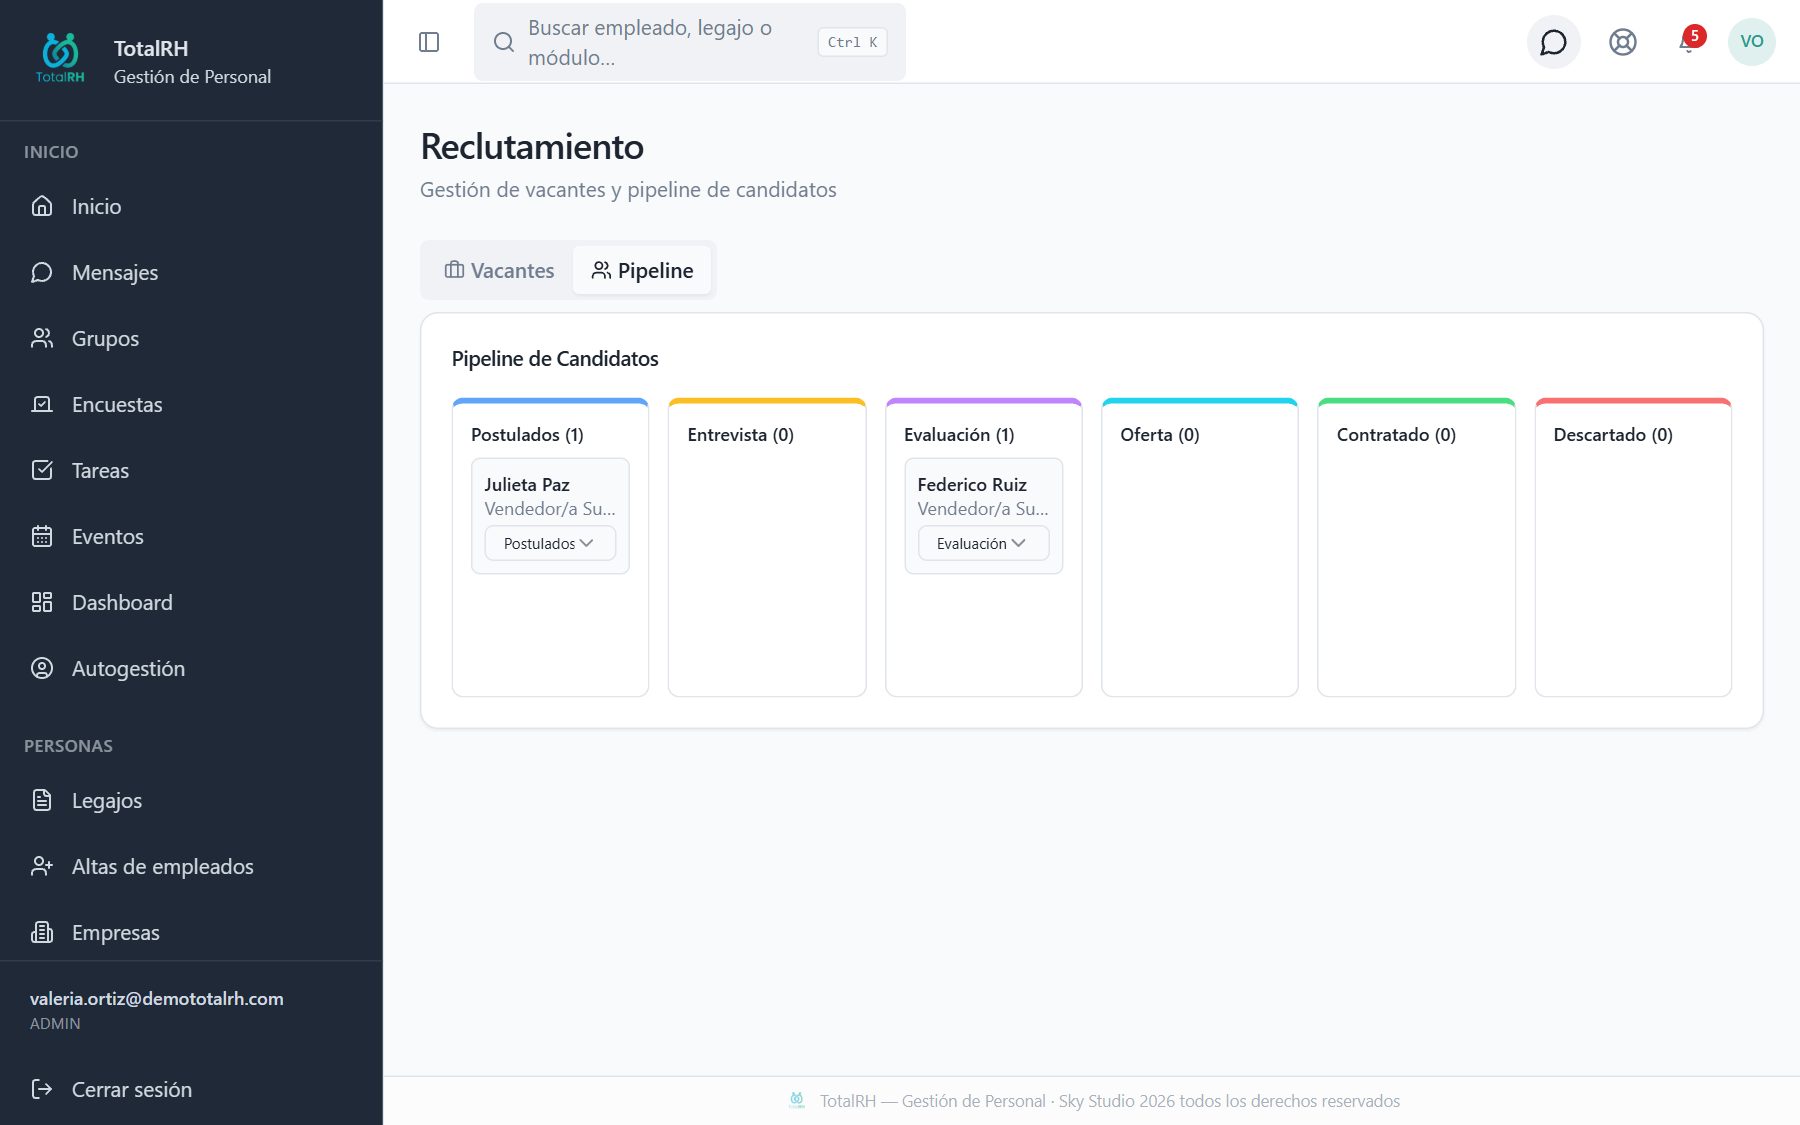 TotalRH
TotalRH
Gestión de Personal
INICIO
Inicio
Mensajes
Grupos
Encuestas
Tareas
Eventos
Dashboard
Autogestión
PERSONAS
Legajos
Altas de empleados
Empresas
valeria.ortiz@demototalrh.com
ADMIN
Cerrar sesión
Buscar empleado, legajo o
módulo...
Ctrl K
5
VO
Reclutamiento
Gestión de vacantes y pipeline de candidatos
Vacantes
Pipeline
Pipeline de Candidatos
Postulados (1)
Julieta Paz
Vendedor/a Su...
Postulados
Entrevista (0)
Evaluación (1)
Federico Ruiz
Vendedor/a Su...
Evaluación
Oferta (0)
Contratado (0)
Descartado (0)
TotalRH — Gestión de Personal · Sky Studio 2026 todos los derechos reservados